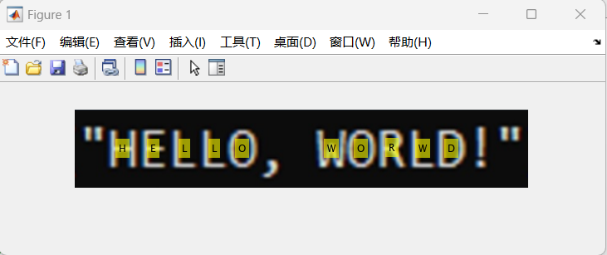 Figure 1
文件(F) 编辑(E) 查看(V) 插入(I) 工具(T) 桌面(D) 窗口(W) 帮助(H)
"HELLO, WORLD!"
H E L L O W O R W D